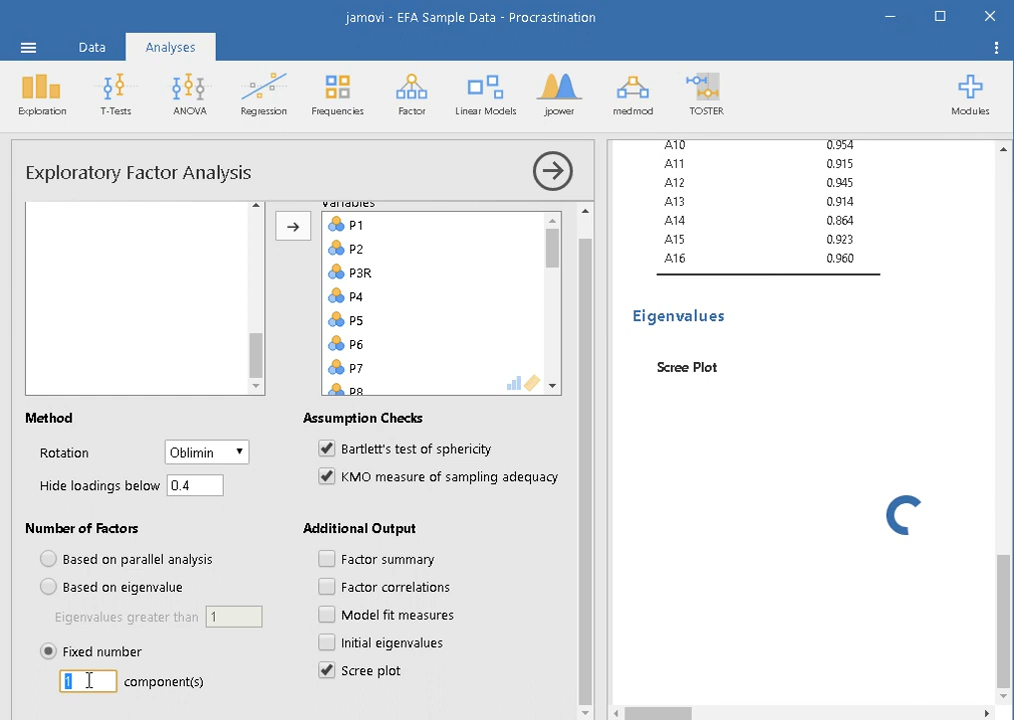 jamovi - EFA Sample Data - Procrastination
Data
Analyses
Exploration
T-Tests
ANOVA
Regression
Frequencies
Factor
Linear Models
jpower
medmod
TOSTER
Modules
Exploratory Factor Analysis
Variables
P1
P2
P3R
P4
P5
P6
P7
P8
Method
Rotation
Oblimin
Hide loadings below
0.4
Number of Factors
Based on parallel analysis
Based on eigenvalue
Eigenvalues greater than
1
Fixed number
1
component(s)
Assumption Checks
Bartlett's test of sphericity
KMO measure of sampling adequacy
Additional Output
Factor summary
Factor correlations
Model fit measures
Initial eigenvalues
Scree plot
A10 0.954
A11 0.915
A12 0.945
A13 0.914
A14 0.864
A15 0.923
A16 0.960
Eigenvalues
Scree Plot